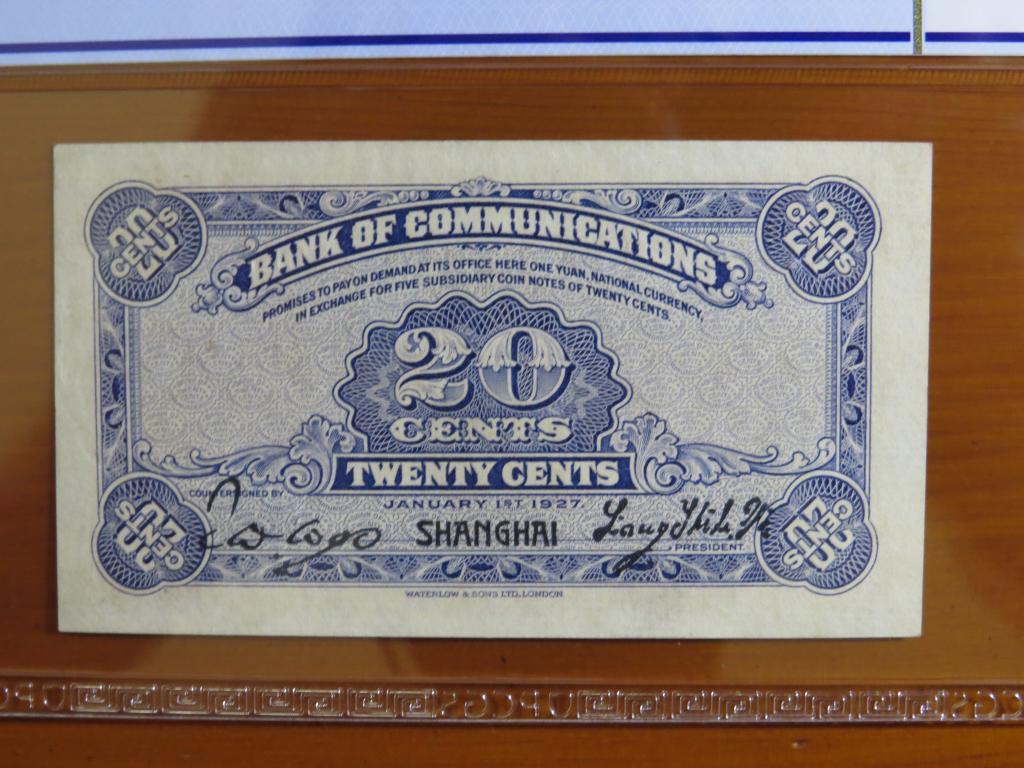 BANK OF COMMUNICATIONS
PROMISES TO PAY ON DEMAND AT ITS OFFICE HERE ONE YUAN, NATIONAL CURRENCY,
IN EXCHANGE FOR FIVE SUBSIDIARY COIN NOTES OF TWENTY CENTS.
20 CENTS
20 CENTS
20
CENTS
TWENTY CENTS
COUNTERSIGNED BY
JANUARY 1ST 1927.
SHANGHAI
PRESIDENT.
20 CENTS
20 CENTS
WATERLOW & SONS LTD. LONDON